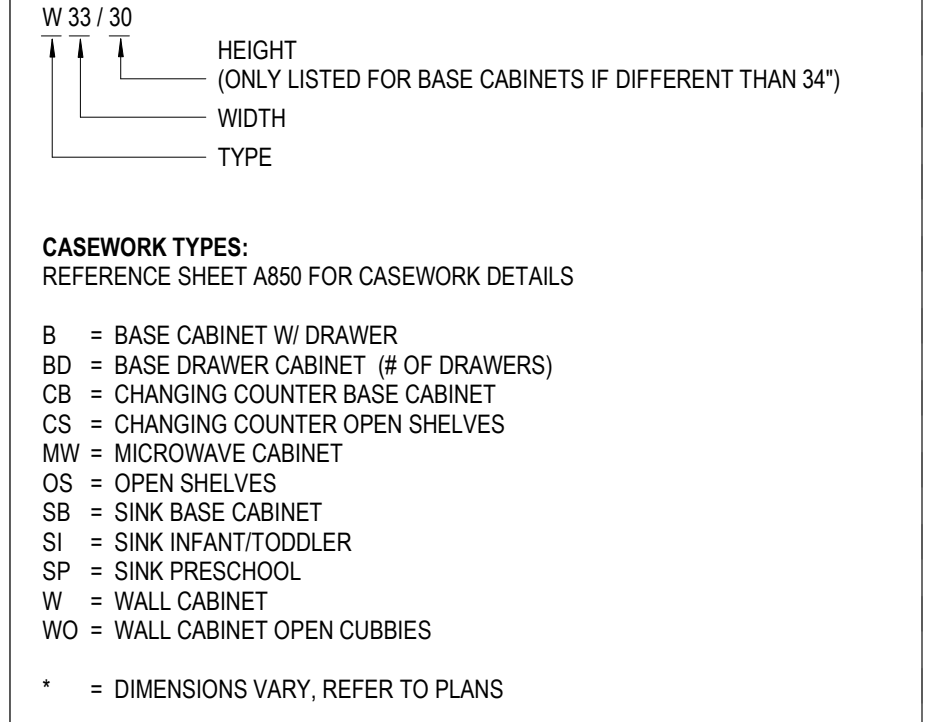 W 33 / 30
HEIGHT
(ONLY LISTED FOR BASE CABINETS IF DIFFERENT THAN 34")
WIDTH
TYPE
CASEWORK TYPES:
REFERENCE SHEET A850 FOR CASEWORK DETAILS
B = BASE CABINET W/ DRAWER
BD = BASE DRAWER CABINET (# OF DRAWERS)
CB = CHANGING COUNTER BASE CABINET
CS = CHANGING COUNTER OPEN SHELVES
MW = MICROWAVE CABINET
OS = OPEN SHELVES
SB = SINK BASE CABINET
SI = SINK INFANT/TODDLER
SP = SINK PRESCHOOL
W = WALL CABINET
WO = WALL CABINET OPEN CUBBIES
* = DIMENSIONS VARY, REFER TO PLANS